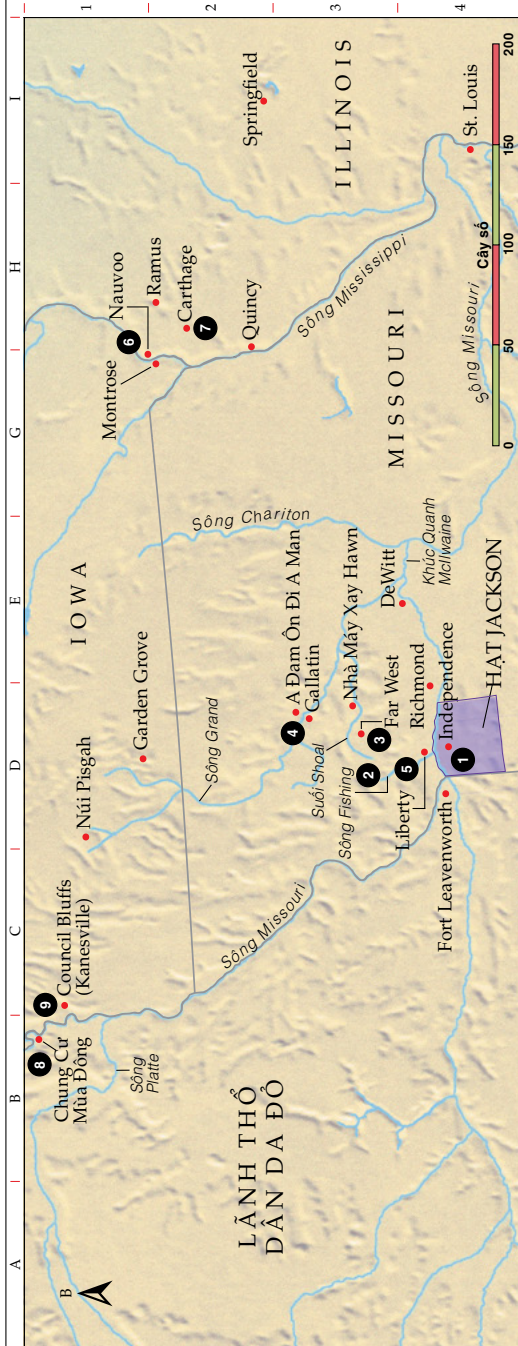 A
B
C
D
E
G
H
I
1
2
3
4
B
8
Chung Cư
Mùa Đông
9
Council Bluffs
(Kanesville)
Sông
Platte
Núi Pisgah
Garden Grove
IOWA
Sông Grand
Sông Missouri
LÃNH THỔ
DÂN DA ĐỎ
Sông Chariton
6
Nauvoo
Montrose
Ramus
Carthage
7
Quincy
Sông Mississippi
Springfield
ILLINOIS
4
A Đam Ôn Đi A Man
Gallatin
Suối Shoal
Nhà Máy Xay Hawn
Sông Fishing
2
3
Far West
5
Liberty
Richmond
DeWitt
Khúc Quanh
McIlwaine
Fort Leavenworth
Independence
1
HẠT JACKSON
MISSOURI
Sông Missouri
St. Louis
Cây số
0
50
100
150
200